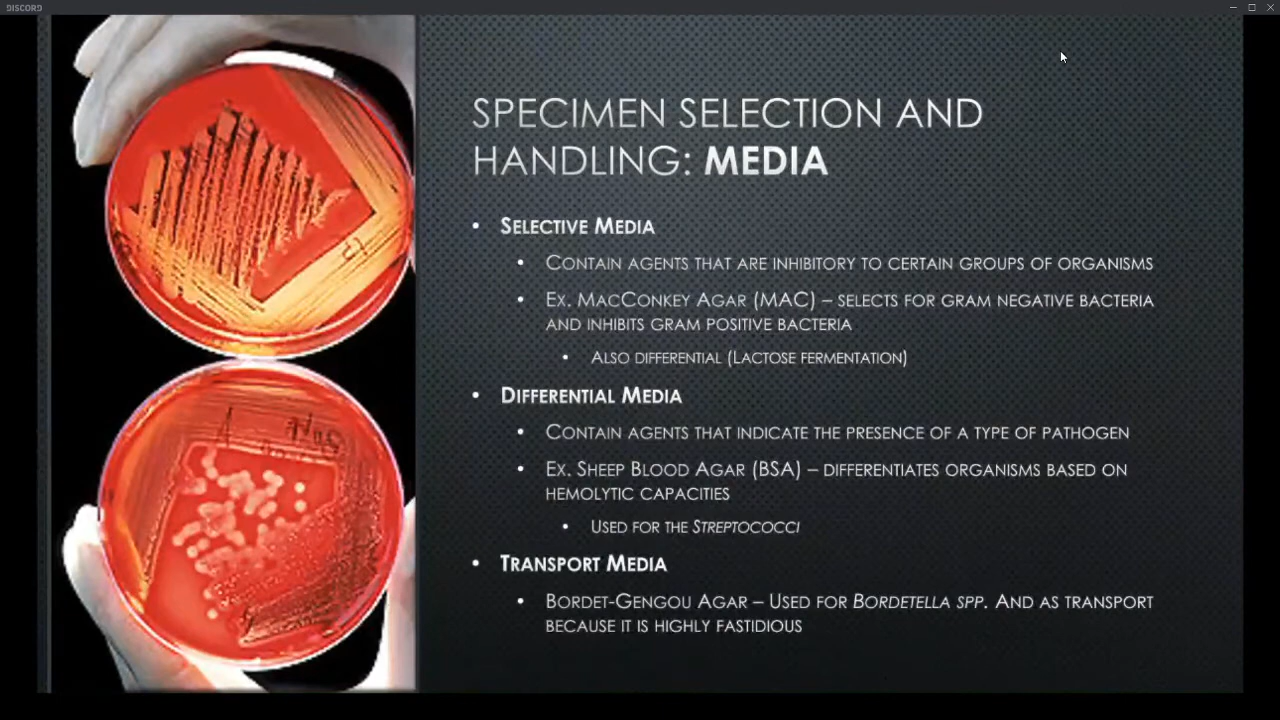 DISCORD
SPECIMEN SELECTION AND
HANDLING: MEDIA
• SELECTIVE MEDIA
• CONTAIN AGENTS THAT ARE INHIBITORY TO CERTAIN GROUPS OF ORGANISMS
• EX. MACCONKEY AGAR (MAC) – SELECTS FOR GRAM NEGATIVE BACTERIA
AND INHIBITS GRAM POSITIVE BACTERIA
• ALSO DIFFERENTIAL (LACTOSE FERMENTATION)
• DIFFERENTIAL MEDIA
• CONTAIN AGENTS THAT INDICATE THE PRESENCE OF A TYPE OF PATHOGEN
• EX. SHEEP BLOOD AGAR (BSA) – DIFFERENTIATES ORGANISMS BASED ON
HEMOLYTIC CAPACITIES
• USED FOR THE STREPTOCOCCI
• TRANSPORT MEDIA
• BORDET-GENGOU AGAR – USED FOR BORDETELLA SPP. AND AS TRANSPORT
BECAUSE IT IS HIGHLY FASTIDIOUS